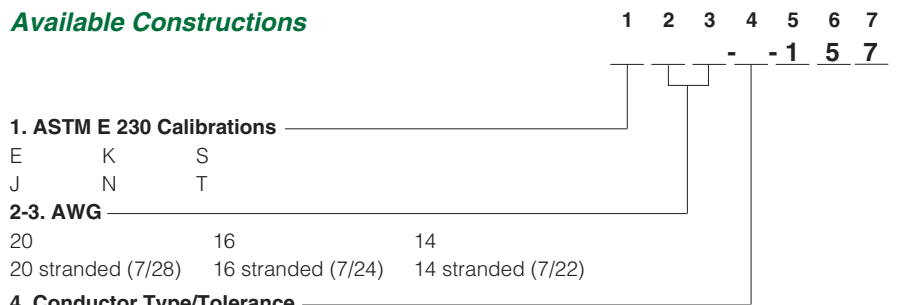 Available Constructions
1 2 3 4 5 6 7
- - 1 5 7
1. ASTM E 230 Calibrations
E K S
J N T
2-3. AWG
20 16 14
20 stranded (7/28) 16 stranded (7/24) 14 stranded (7/22)
4. Conductor Type/Tolerance